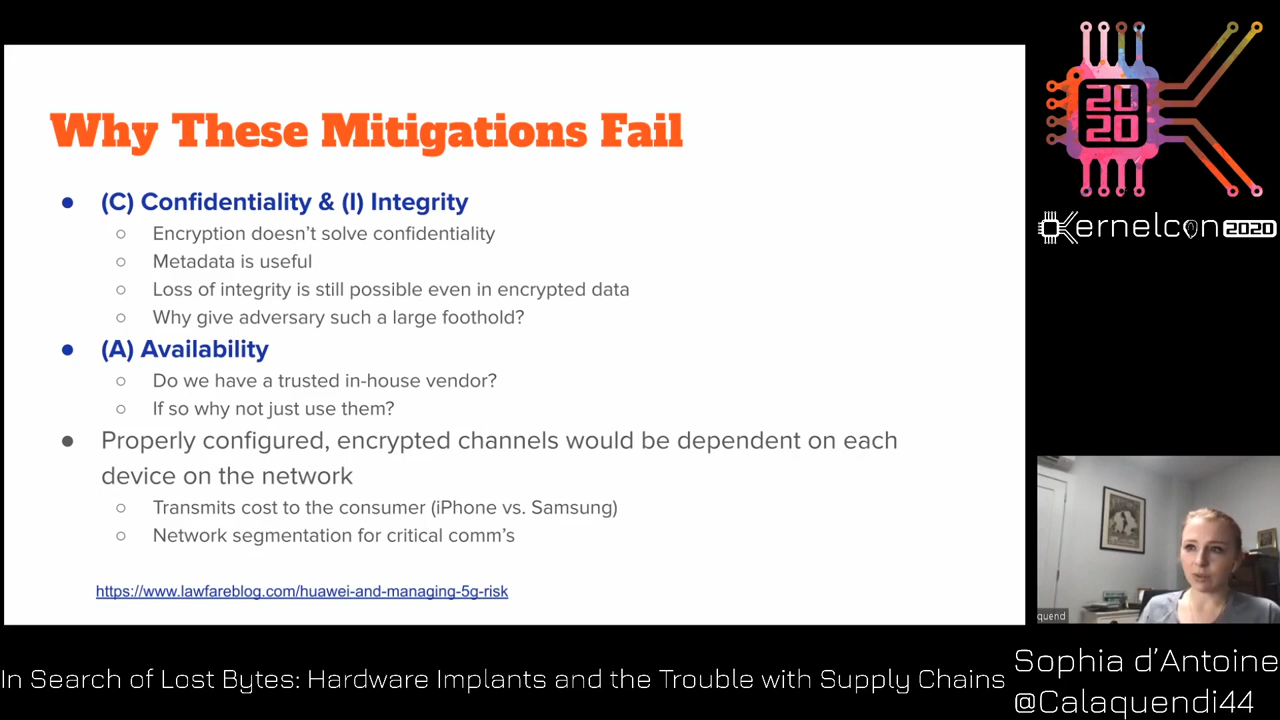 Why These Mitigations Fail
● (C) Confidentiality & (I) Integrity
○ Encryption doesn't solve confidentiality
○ Metadata is useful
○ Loss of integrity is still possible even in encrypted data
○ Why give adversary such a large foothold?
● (A) Availability
○ Do we have a trusted in-house vendor?
○ If so why not just use them?
● Properly configured, encrypted channels would be dependent on each
device on the network
○ Transmits cost to the consumer (iPhone vs. Samsung)
○ Network segmentation for critical comm's
https://www.lawfareblog.com/huawei-and-managing-5g-risk
20
20
Kernelcon 2020
quend
In Search of Lost Bytes: Hardware Implants and the Trouble with Supply Chains
Sophia d'Antoine
@Calaquendi44